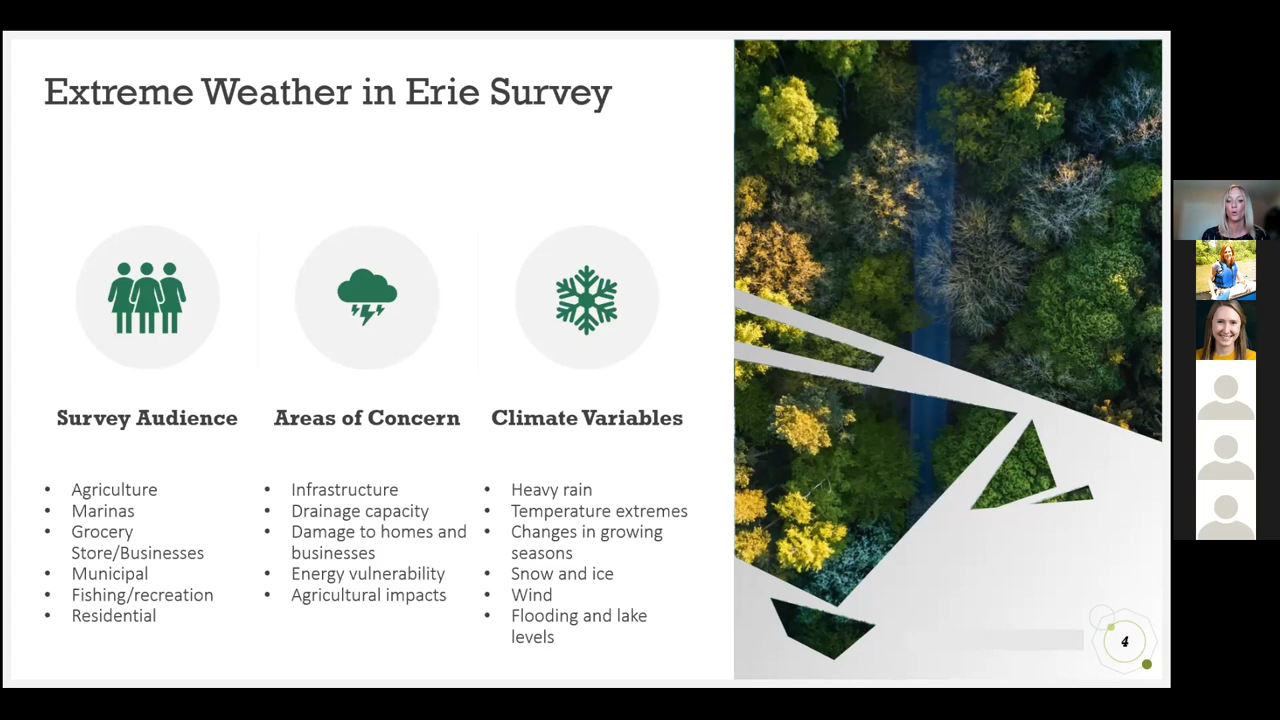 Extreme Weather in Erie Survey
Survey Audience
• Agriculture
• Marinas
• Grocery
Store/Businesses
• Municipal
• Fishing/recreation
• Residential
Areas of Concern
• Infrastructure
• Drainage capacity
• Damage to homes and
businesses
• Energy vulnerability
• Agricultural impacts
Climate Variables
• Heavy rain
• Temperature extremes
• Changes in growing
seasons
• Snow and ice
• Wind
• Flooding and lake
levels
4